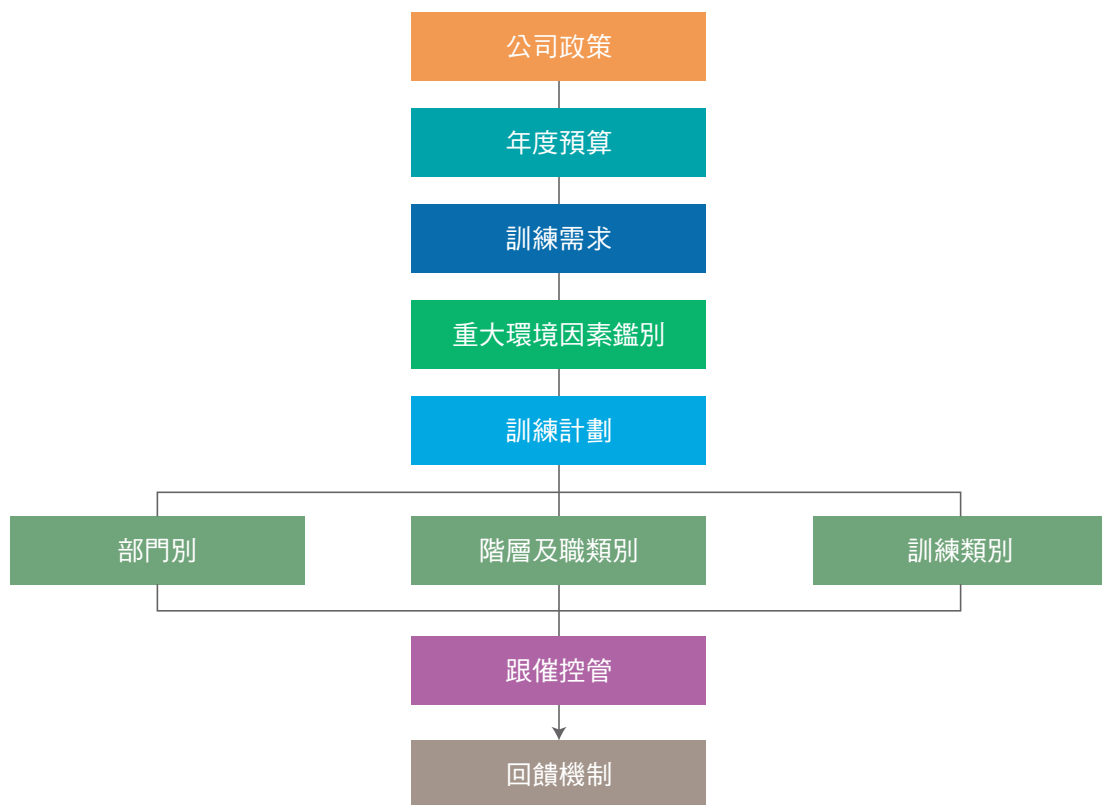 公司政策
年度預算
訓練需求
重大環境因素鑑別
訓練計劃
部門別
階層及職類別
訓練類別
跟催控管
回饋機制